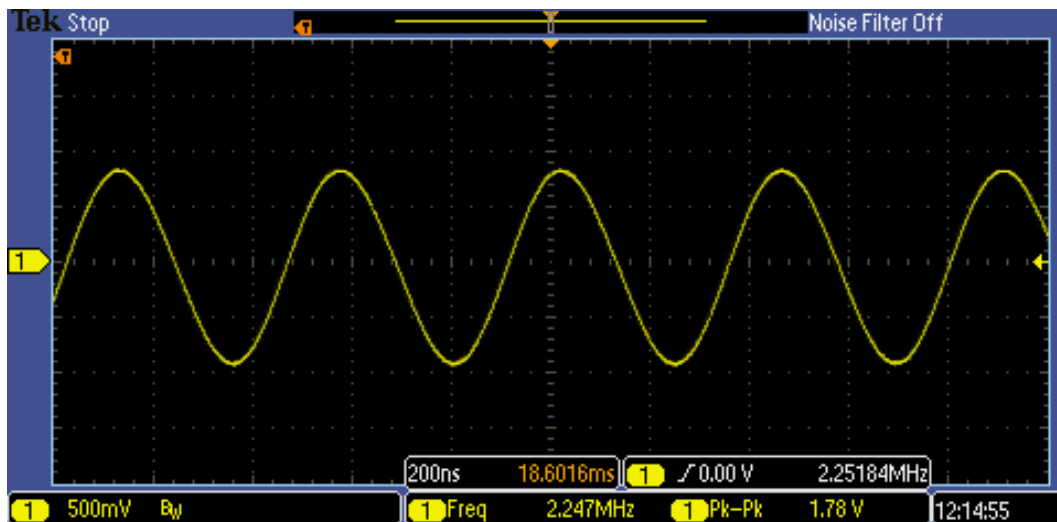 Tek Stop Noise Filter Off
T
T
T
1
200ns 18.6016ms 1 0.00 V 2.25184MHz
1 500mV BW 1 Freq 2.247MHz 1 Pk-Pk 1.78 V 12:14:55